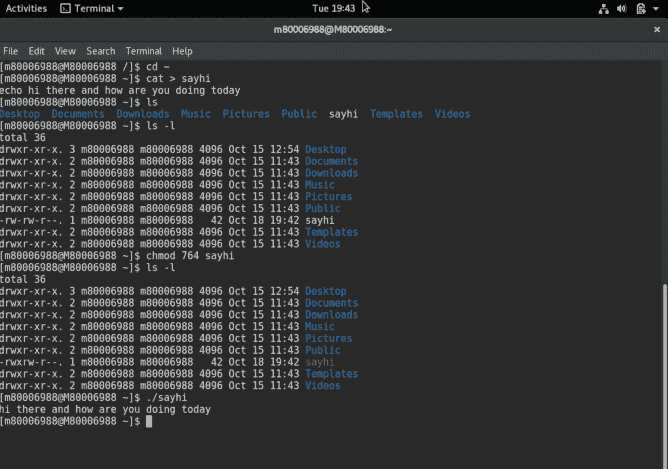 Activities Terminal Tue 19:43
m80006988@M80006988:~ ×
File Edit View Search Terminal Help
[m80006988@M80006988 /]$ cd ~
[m80006988@M80006988 ~]$ cat > sayhi
echo hi there and how are you doing today
[m80006988@M80006988 ~]$ ls
Desktop Documents Downloads Music Pictures Public sayhi Templates Videos
[m80006988@M80006988 ~]$ ls -l
total 36
drwxr-xr-x. 3 m80006988 m80006988 4096 Oct 15 12:54 Desktop
drwxr-xr-x. 2 m80006988 m80006988 4096 Oct 15 11:43 Documents
drwxr-xr-x. 2 m80006988 m80006988 4096 Oct 15 11:43 Downloads
drwxr-xr-x. 2 m80006988 m80006988 4096 Oct 15 11:43 Music
drwxr-xr-x. 2 m80006988 m80006988 4096 Oct 15 11:43 Pictures
drwxr-xr-x. 2 m80006988 m80006988 4096 Oct 15 11:43 Public
-rw-rw-r--. 1 m80006988 m80006988 42 Oct 18 19:42 sayhi
drwxr-xr-x. 2 m80006988 m80006988 4096 Oct 15 11:43 Templates
drwxr-xr-x. 2 m80006988 m80006988 4096 Oct 15 11:43 Videos
[m80006988@M80006988 ~]$ chmod 764 sayhi
[m80006988@M80006988 ~]$ ls -l
total 36
drwxr-xr-x. 3 m80006988 m80006988 4096 Oct 15 12:54 Desktop
drwxr-xr-x. 2 m80006988 m80006988 4096 Oct 15 11:43 Documents
drwxr-xr-x. 2 m80006988 m80006988 4096 Oct 15 11:43 Downloads
drwxr-xr-x. 2 m80006988 m80006988 4096 Oct 15 11:43 Music
drwxr-xr-x. 2 m80006988 m80006988 4096 Oct 15 11:43 Pictures
drwxr-xr-x. 2 m80006988 m80006988 4096 Oct 15 11:43 Public
-rwxrw-r--. 1 m80006988 m80006988 42 Oct 18 19:42 sayhi
drwxr-xr-x. 2 m80006988 m80006988 4096 Oct 15 11:43 Templates
drwxr-xr-x. 2 m80006988 m80006988 4096 Oct 15 11:43 Videos
[m80006988@M80006988 ~]$ ./sayhi
hi there and how are you doing today
[m80006988@M80006988 ~]$